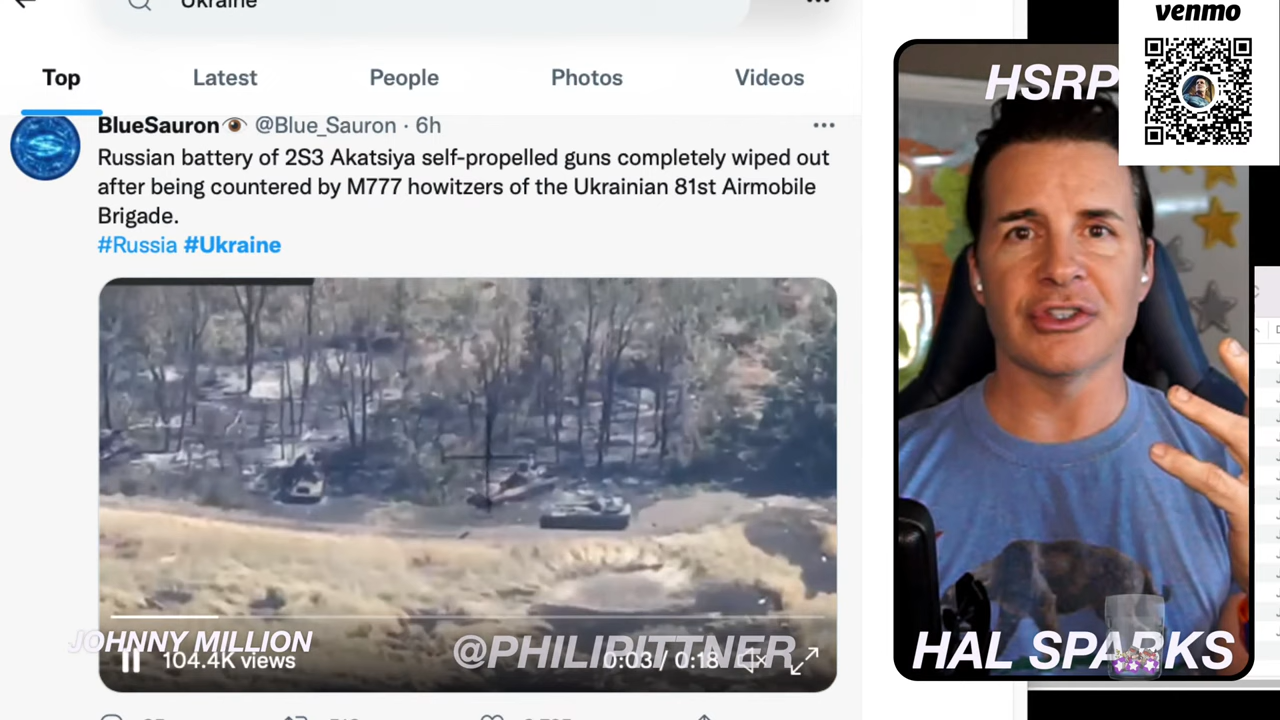 Ukraine
Top
Latest
People
Photos
Videos
BlueSauron @Blue_Sauron · 6h
Russian battery of 2S3 Akatsiya self-propelled guns completely wiped out
after being countered by M777 howitzers of the Ukrainian 81st Airmobile
Brigade.
#Russia #Ukraine
JOHNNY MILLION
104.4K views
@PHILIPITTNER
0:03 / 0:18
venmo
HSRP
HAL SPARKS